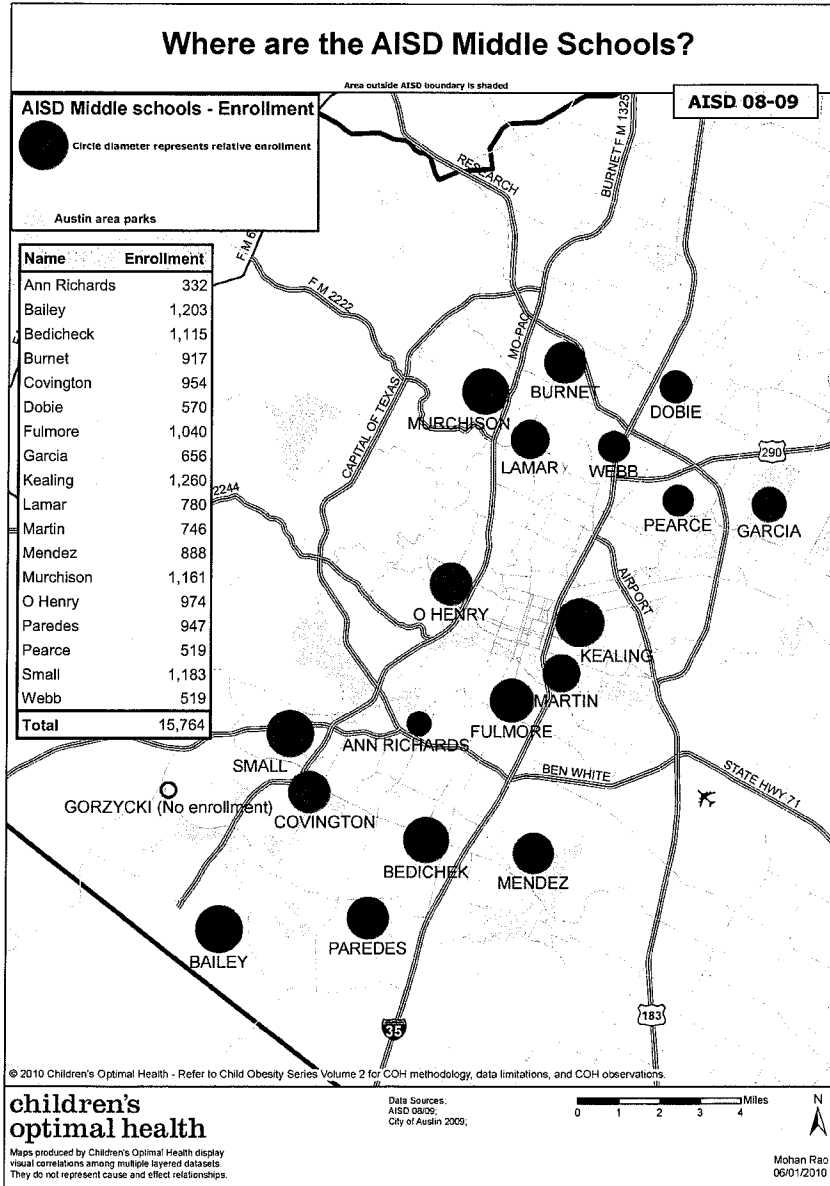 Where are the AISD Middle Schools?
Area outside AISD boundary is shaded
AISD Middle schools - Enrollment
Circle diameter represents relative enrollment
Austin area parks
AISD 08-09
Name Enrollment
Ann Richards 332
Bailey 1,203
Bedicheck 1,115
Burnet 917
Covington 954
Dobie 570
Fulmore 1,040
Garcia 656
Kealing 1,260
Lamar 780
Martin 746
Mendez 888
Murchison 1,161
O Henry 974
Paredes 947
Pearce 519
Small 1,183
Webb 519
Total 15,764
RESEARCH
BURNET F M 1325
F M 2222
MO-PAC
CAPITAL OF TEXAS
BURNET
MURCHISON
DOBIE
LAMAR
WEBB
290
2244
PEARCE
GARCIA
AIRPORT
O HENRY
KEALING
MARTIN
FULMORE
ANN RICHARDS
SMALL
BEN WHITE
STATE HWY 71
GORZYCKI (No enrollment)
COVINGTON
BEDICHEK
MENDEZ
PAREDES
BAILEY
183
35
© 2010 Children's Optimal Health - Refer to Child Obesity Series Volume 2 for COH methodology, data limitations, and COH observations.
children's
optimal health
Maps produced by Children's Optimal Health display
visual correlations among multiple layered datasets.
They do not represent cause and effect relationships.
Data Sources:
AISD 08/09;
City of Austin 2009;
Miles
0 1 2 3 4
N
Mohan Rao
06/01/2010